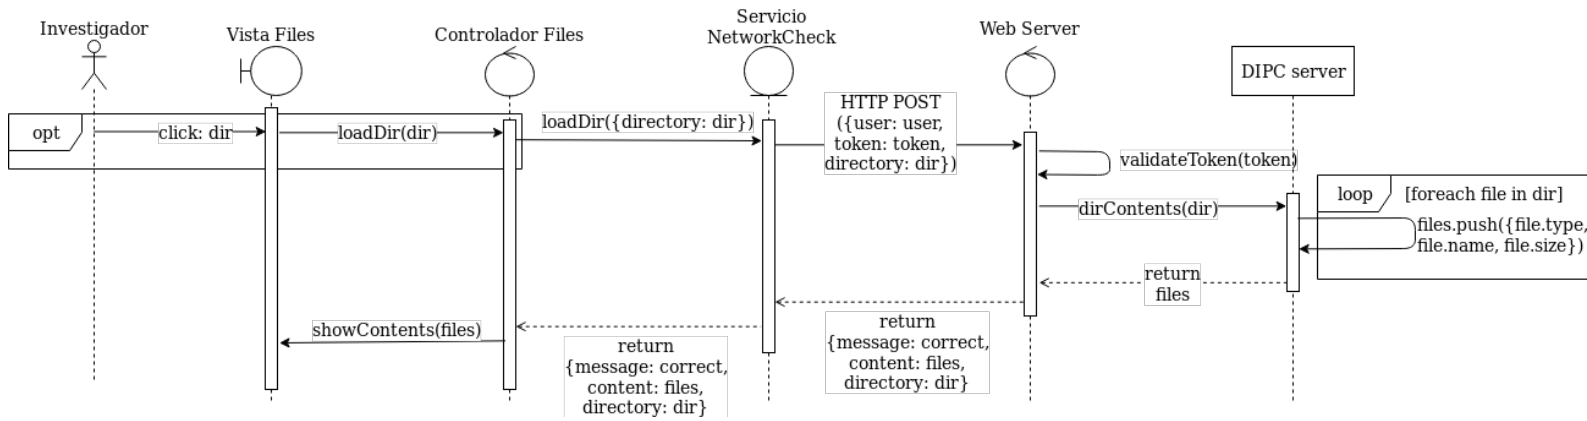 Investigador
Vista Files
Controlador Files
Servicio
NetworkCheck
Web Server
DIPC server
opt
click: dir
loadDir(dir)
loadDir({directory: dir})
HTTP POST
({user: user,
token: token,
directory: dir})
validateToken(token)
dirContents(dir)
loop
[foreach file in dir]
files.push({file.type,
file.name, file.size})
return
files
return
{message: correct,
content: files,
directory: dir}
return
{message: correct,
content: files,
directory: dir}
showContents(files)